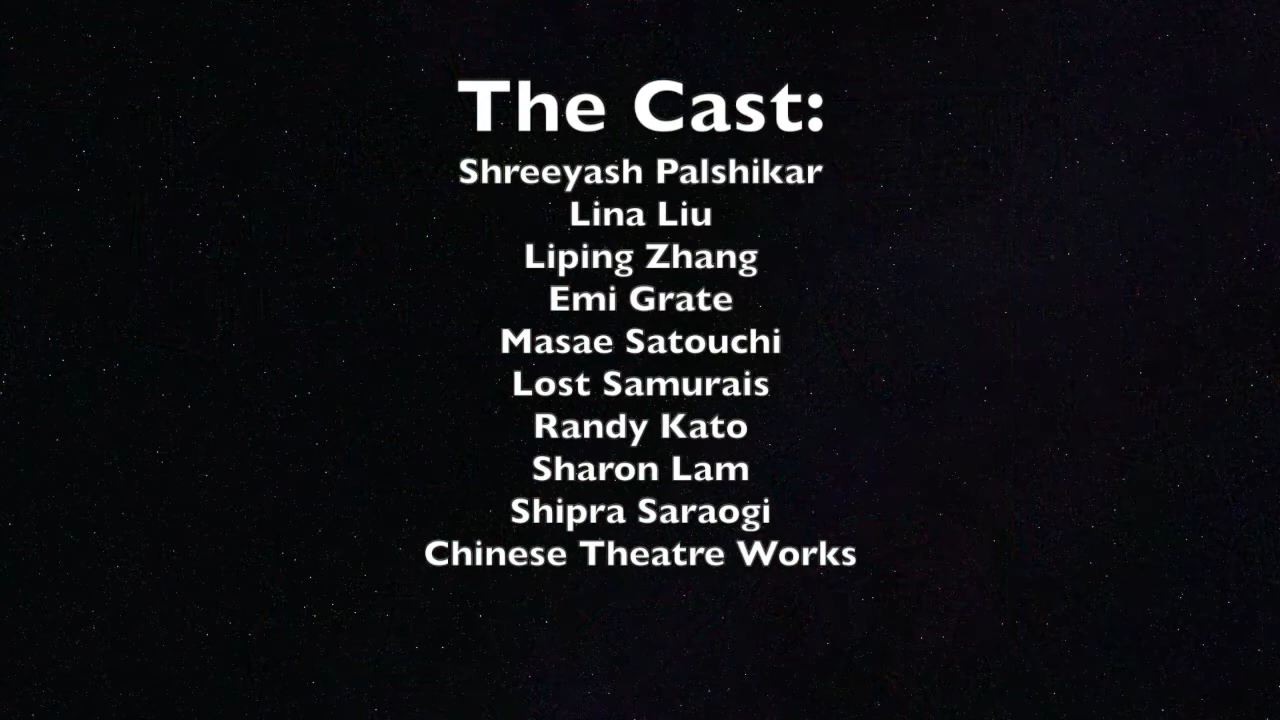 The Cast:
Shreeyash Palshikar
Lina Liu
Liping Zhang
Emi Grate
Masae Satouchi
Lost Samurais
Randy Kato
Sharon Lam
Shipra Saraogi
Chinese Theatre Works